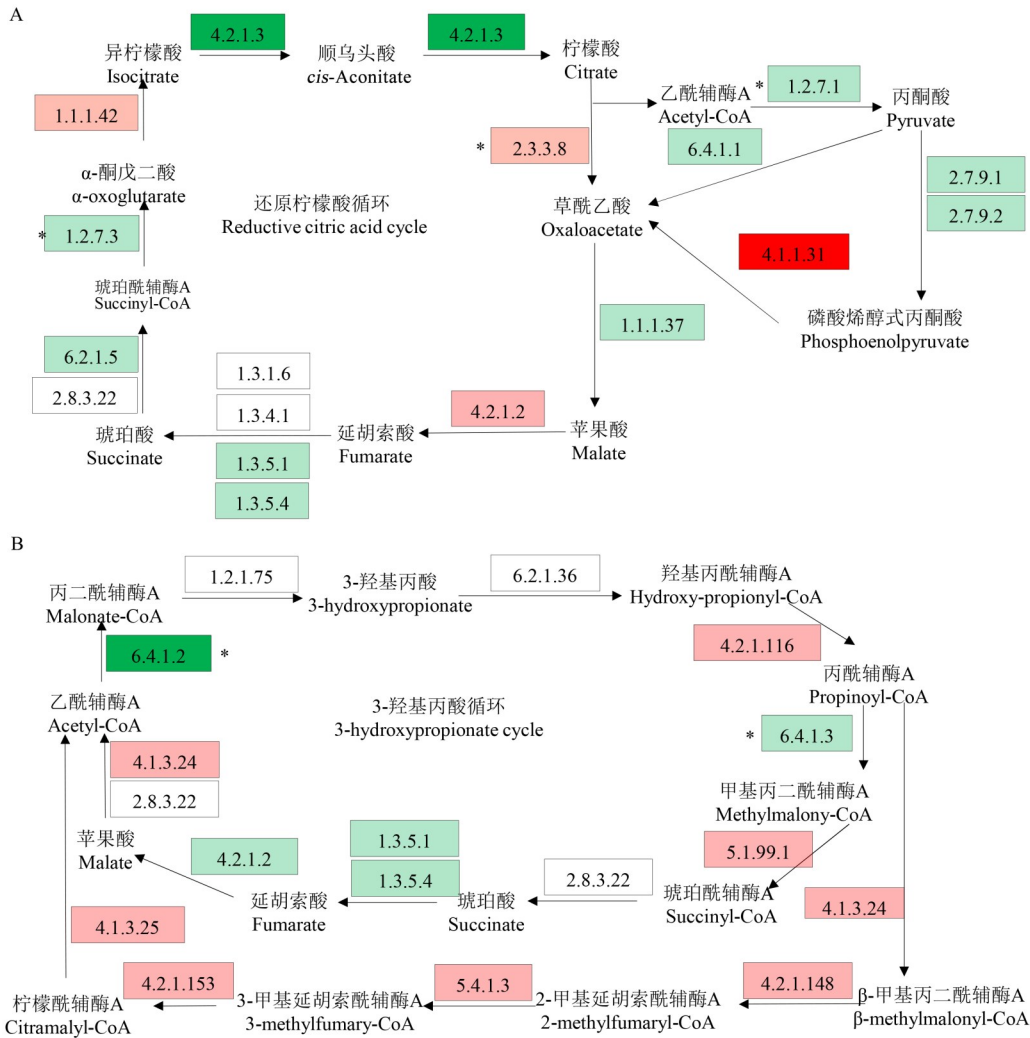 A
异柠檬酸
Isocitrate
4.2.1.3
顺乌头酸
cis-Aconitate
4.2.1.3
柠檬酸
Citrate
乙酰辅酶A
Acetyl-CoA
*
1.2.7.1
丙酮酸
Pyruvate
1.1.1.42
*
2.3.3.8
6.4.1.1
2.7.9.1
2.7.9.2
α-酮戊二酸
α-oxoglutarate
还原柠檬酸循环
Reductive citric acid cycle
草酰乙酸
Oxaloacetate
*
1.2.7.3
4.1.1.31
琥珀酰辅酶A
Succinyl-CoA
1.1.1.37
磷酸烯醇式丙酮酸
Phosphoenolpyruvate
6.2.1.5
2.8.3.22
1.3.1.6
1.3.4.1
4.2.1.2
琥珀酸
Succinate
延胡索酸
Fumarate
苹果酸
Malate
1.3.5.1
1.3.5.4
B
丙二酰辅酶A
Malonate-CoA
1.2.1.75
3-羟基丙酸
3-hydroxypropionate
6.2.1.36
羟基丙酰辅酶A
Hydroxy-propionyl-CoA
6.4.1.2
*
4.2.1.116
丙酰辅酶A
Propinoyl-CoA
乙酰辅酶A
Acetyl-CoA
3-羟基丙酸循环
3-hydroxypropionate cycle
*
6.4.1.3
4.1.3.24
2.8.3.22
甲基丙二酰辅酶A
Methylmalony-CoA
苹果酸
Malate
4.2.1.2
1.3.5.1
1.3.5.4
2.8.3.22
5.1.99.1
延胡索酸
Fumarate
琥珀酸
Succinate
琥珀酰辅酶A
Succinyl-CoA
4.1.3.24
4.1.3.25
4.2.1.153
5.4.1.3
4.2.1.148
柠檬酰辅酶A
Citramalyl-CoA
3-甲基延胡索酰辅酶A
3-methylfumary-CoA
2-甲基延胡索酰辅酶A
2-methylfumaryl-CoA
β-甲基丙二酰辅酶A
β-methylmalonyl-CoA